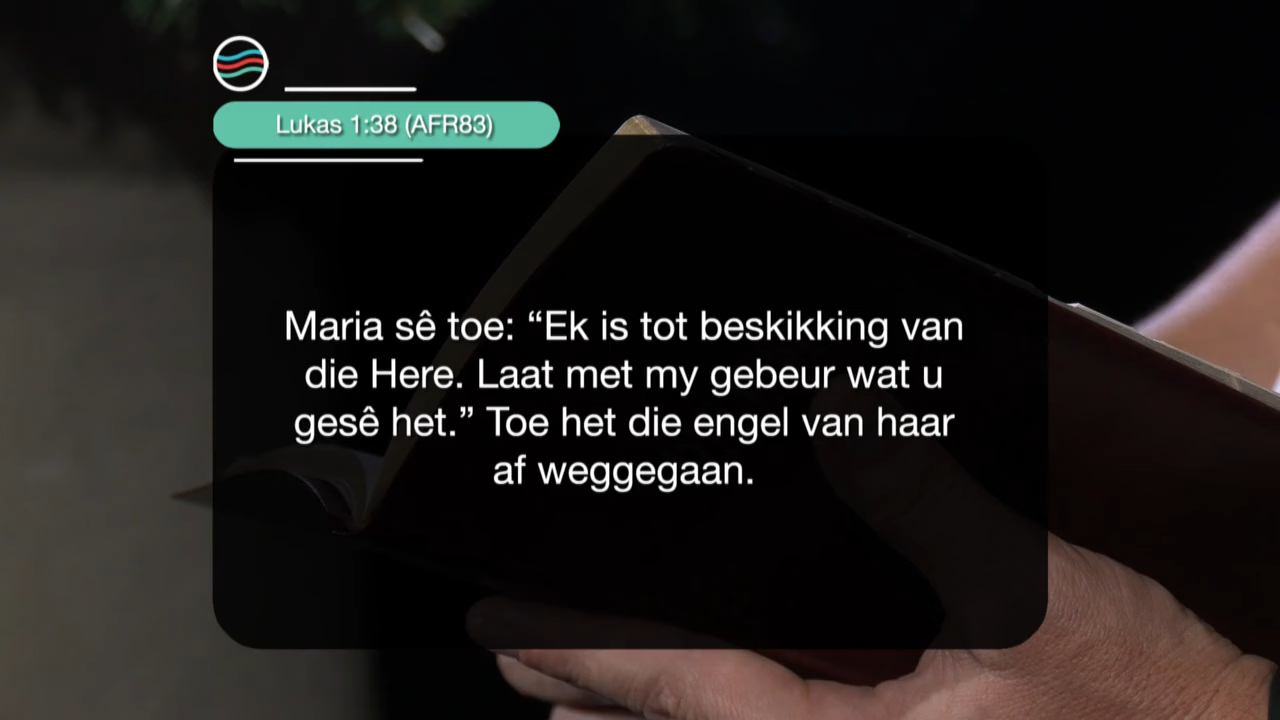 Lukas 1:38 (AFR83)
Maria sê toe: “Ek is tot beskikking van
die Here. Laat met my gebeur wat u
gesê het.” Toe het die engel van haar
af weggegaan.